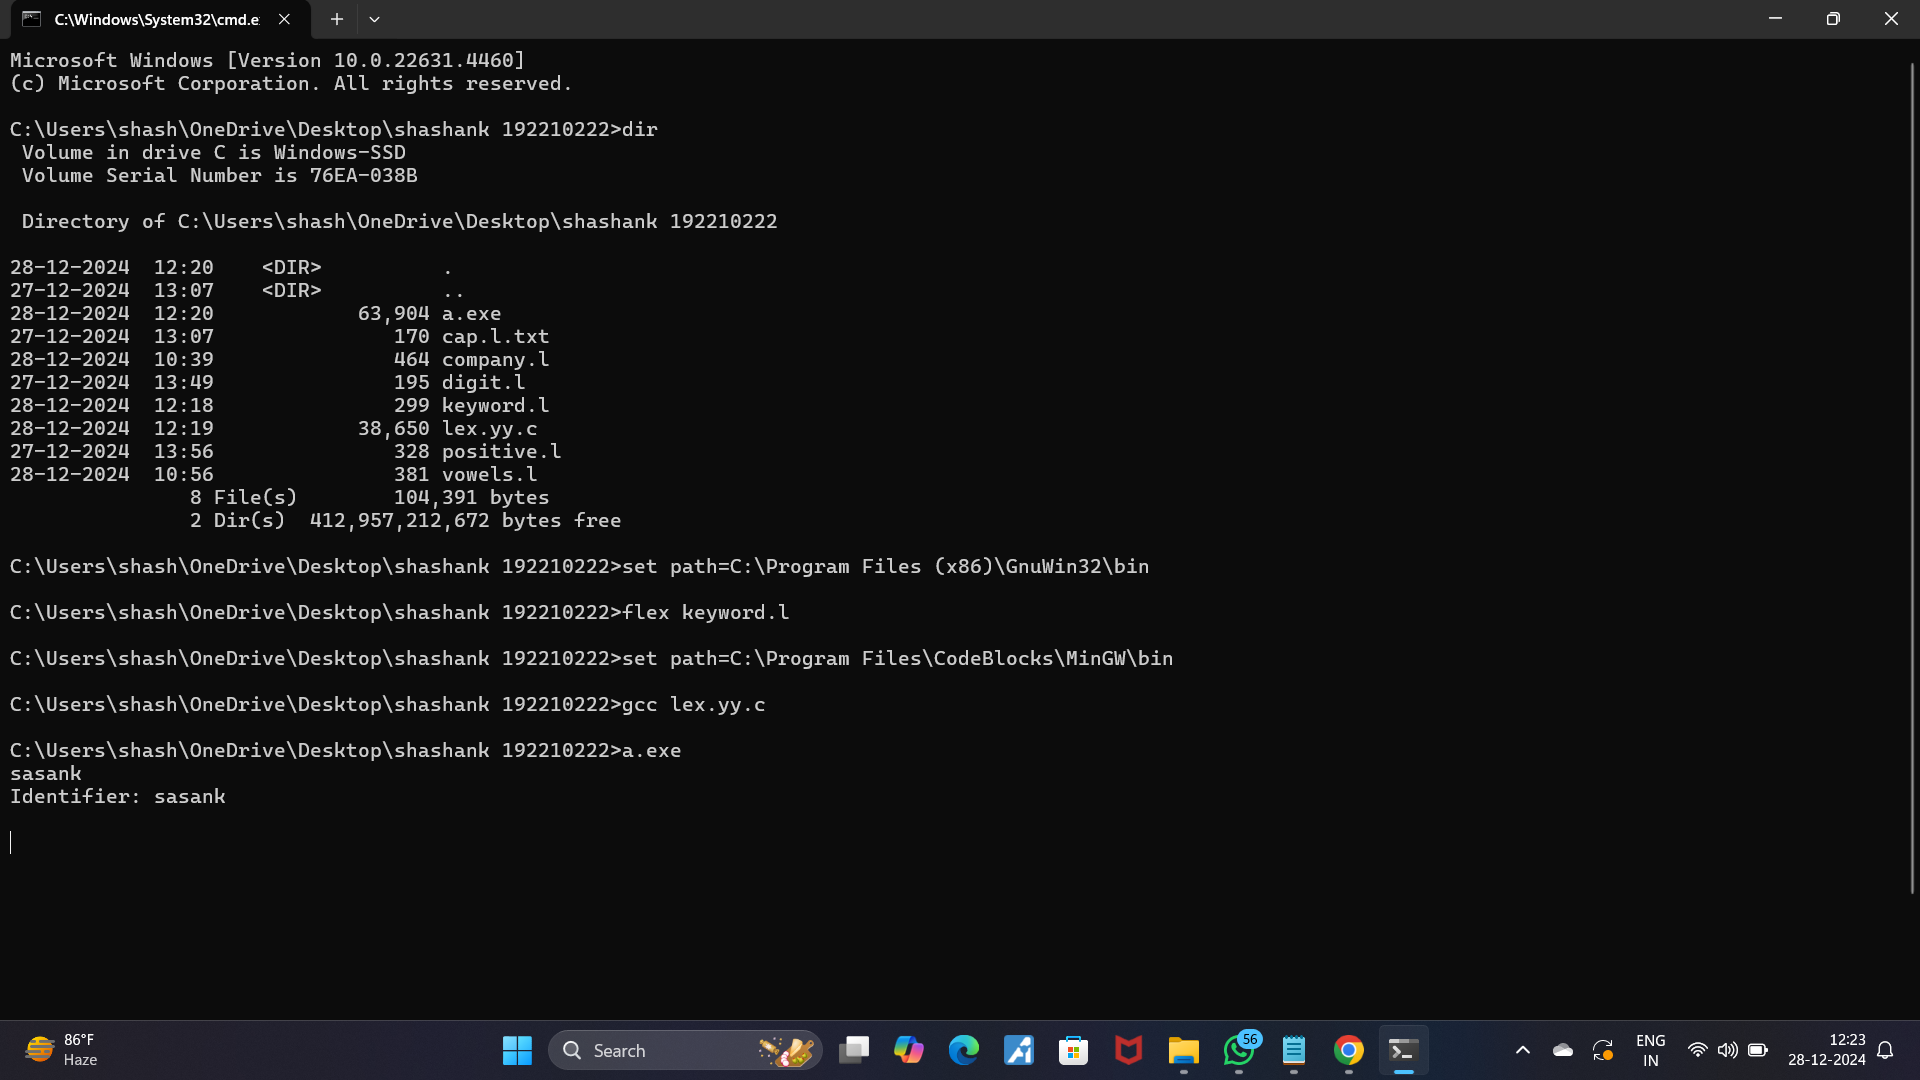 C:\Windows\System32\cmd.e
Microsoft Windows [Version 10.0.22631.4460]
(c) Microsoft Corporation. All rights reserved.
C:\Users\shash\OneDrive\Desktop\shashank 192210222>dir
 Volume in drive C is Windows-SSD
 Volume Serial Number is 76EA-038B
 Directory of C:\Users\shash\OneDrive\Desktop\shashank 192210222
28-12-2024  12:20    <DIR>          .
27-12-2024  13:07    <DIR>          ..
28-12-2024  12:20            63,904 a.exe
27-12-2024  13:07               170 cap.l.txt
28-12-2024  10:39               464 company.l
27-12-2024  13:49               195 digit.l
28-12-2024  12:18               299 keyword.l
28-12-2024  12:19            38,650 lex.yy.c
27-12-2024  13:56               328 positive.l
28-12-2024  10:56               381 vowels.l
               8 File(s)        104,391 bytes
               2 Dir(s)  412,957,212,672 bytes free
C:\Users\shash\OneDrive\Desktop\shashank 192210222>set path=C:\Program Files (x86)\GnuWin32\bin
C:\Users\shash\OneDrive\Desktop\shashank 192210222>flex keyword.l
C:\Users\shash\OneDrive\Desktop\shashank 192210222>set path=C:\Program Files\CodeBlocks\MinGW\bin
C:\Users\shash\OneDrive\Desktop\shashank 192210222>gcc lex.yy.c
C:\Users\shash\OneDrive\Desktop\shashank 192210222>a.exe
sasank
Identifier: sasank
86°F
Haze
Search
56
ENG
IN
12:23
28-12-2024